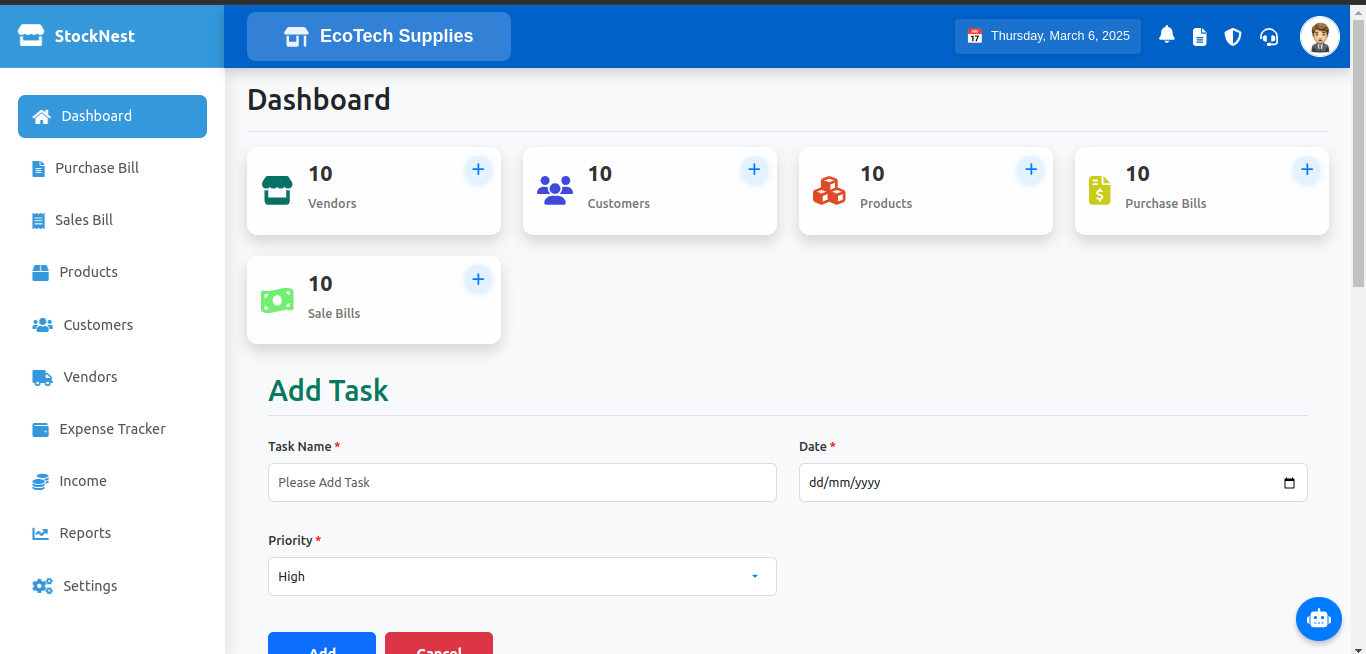 StockNest
EcoTech Supplies
Thursday, March 6, 2025
Dashboard
Purchase Bill
Sales Bill
Products
Customers
Vendors
Expense Tracker
Income
Reports
Settings
Dashboard
10
Vendors
+
10
Customers
+
10
Products
+
10
Purchase Bills
+
10
Sale Bills
+
Add Task
Task Name *
Please Add Task
Date *
dd/mm/yyyy
Priority *
High
Add
Cancel